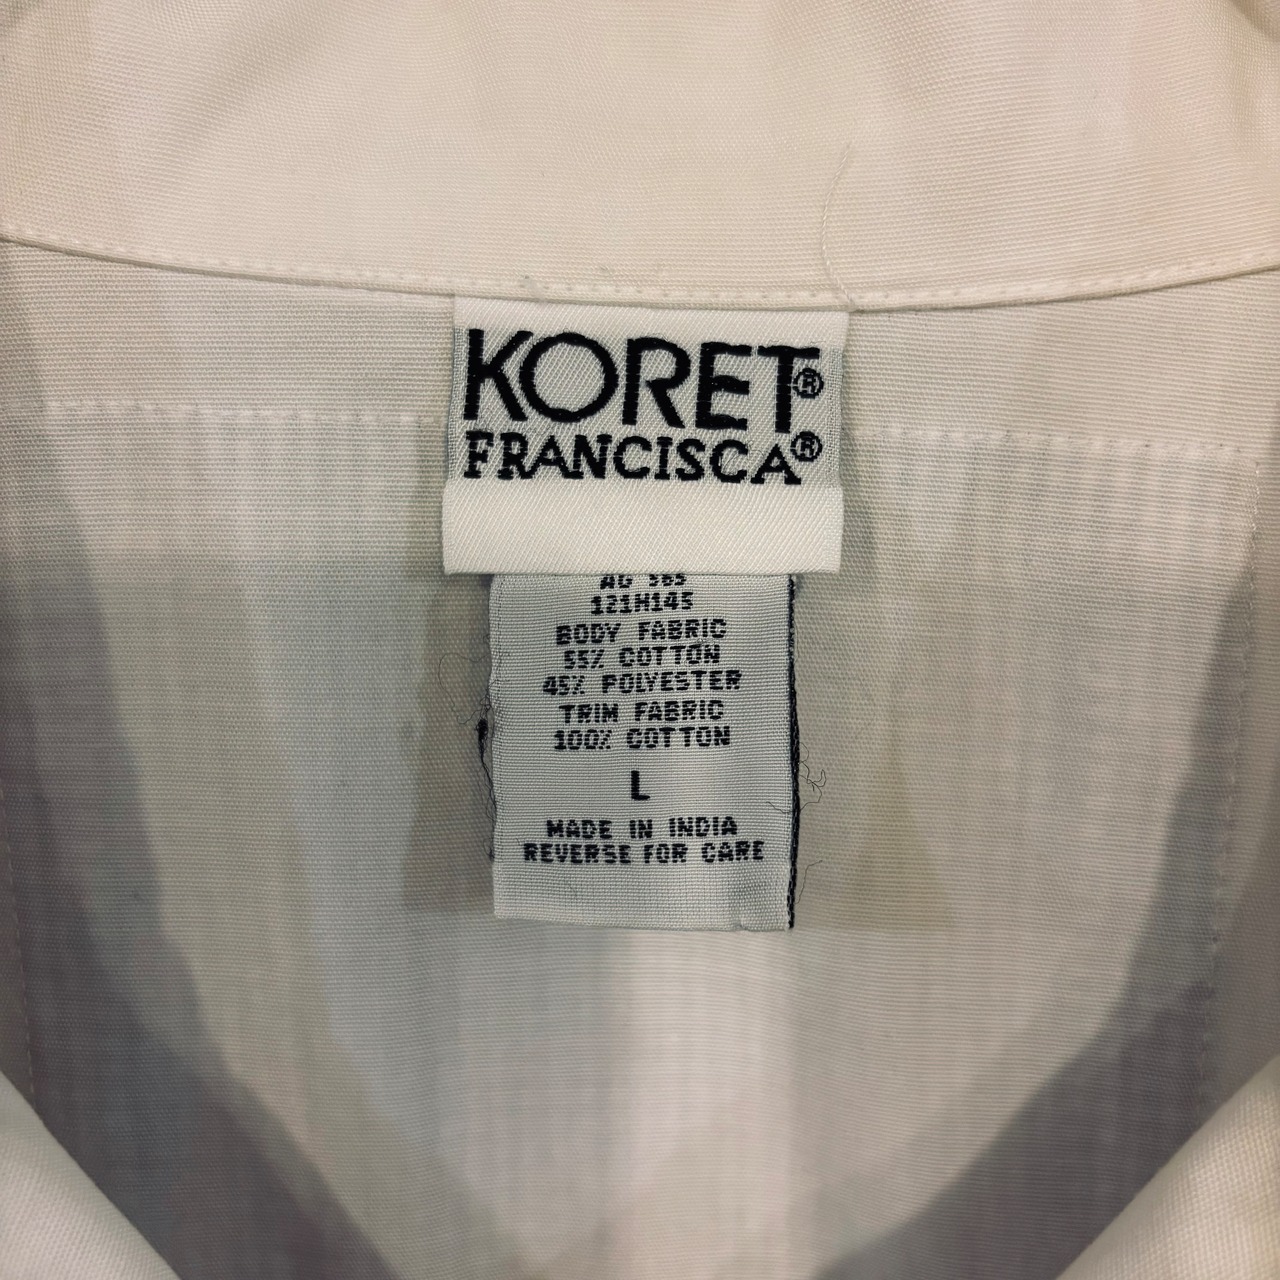 KORET®
FRANCISCA®
121H145
BODY FABRIC
55% COTTON
45% POLYESTER
TRIM FABRIC
100% COTTON
L
MADE IN INDIA
REVERSE FOR CARE